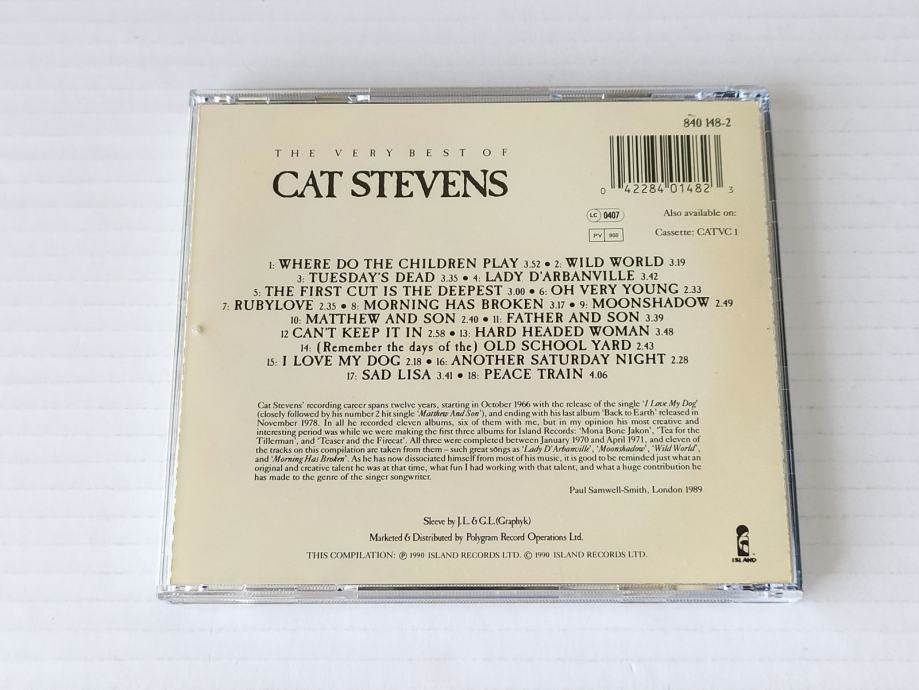 840 148-2
THE VERY BEST OF
CAT STEVENS
0 42284 01482 3
LC 0407
Also available on:
PV 900
Cassette: CATVC 1
1: WHERE DO THE CHILDREN PLAY 3.52 • 2: WILD WORLD 3.19
3: TUESDAY'S DEAD 3.35 • 4: LADY D'ARBANVILLE 3.42
5: THE FIRST CUT IS THE DEEPEST 3.00 • 6: OH VERY YOUNG 2.33
7: RUBYLOVE 2.35 • 8: MORNING HAS BROKEN 3.17 • 9: MOONSHADOW 2.49
10: MATTHEW AND SON 2.40 • 11: FATHER AND SON 3.39
12 CAN'T KEEP IT IN 2.58 • 13: HARD HEADED WOMAN 3.48
14: (Remember the days of the) OLD SCHOOL YARD 2.43
15: I LOVE MY DOG 2.18 • 16: ANOTHER SATURDAY NIGHT 2.28
17: SAD LISA 3.41 • 18: PEACE TRAIN 4.06
Cat Stevens' recording career spans twelve years, starting in October 1966 with the release of the single 'I Love My Dog'
(closely followed by his number 2 hit single 'Matthew And Son'), and ending with his last album 'Back to Earth' released in
November 1978. In all he recorded eleven albums, six of them with me, but in my opinion his most creative and
interesting period was while we were making the first three albums for Island Records: 'Mona Bone Jakon', 'Tea for the
Tillerman', and 'Teaser and the Firecat'. All three were completed between January 1970 and April 1971, and eleven of
the tracks on this compilation are taken from them – such great songs as 'Lady D'Arbanville', 'Moonshadow', 'Wild World',
and 'Morning Has Broken'. As he has now dissociated himself from most of his music, it is good to be reminded just what an
original and creative talent he was at that time, what fun I had working with that talent, and what a huge contribution he
has made to the genre of the singer songwriter.
Paul Samwell-Smith, London 1989
Sleeve by J.L. & G.L.(Graphyk)
Marketed & Distributed by Polygram Record Operations Ltd.
THIS COMPILATION: ℗ 1990 ISLAND RECORDS LTD. © 1990 ISLAND RECORDS LTD.
ISLAND